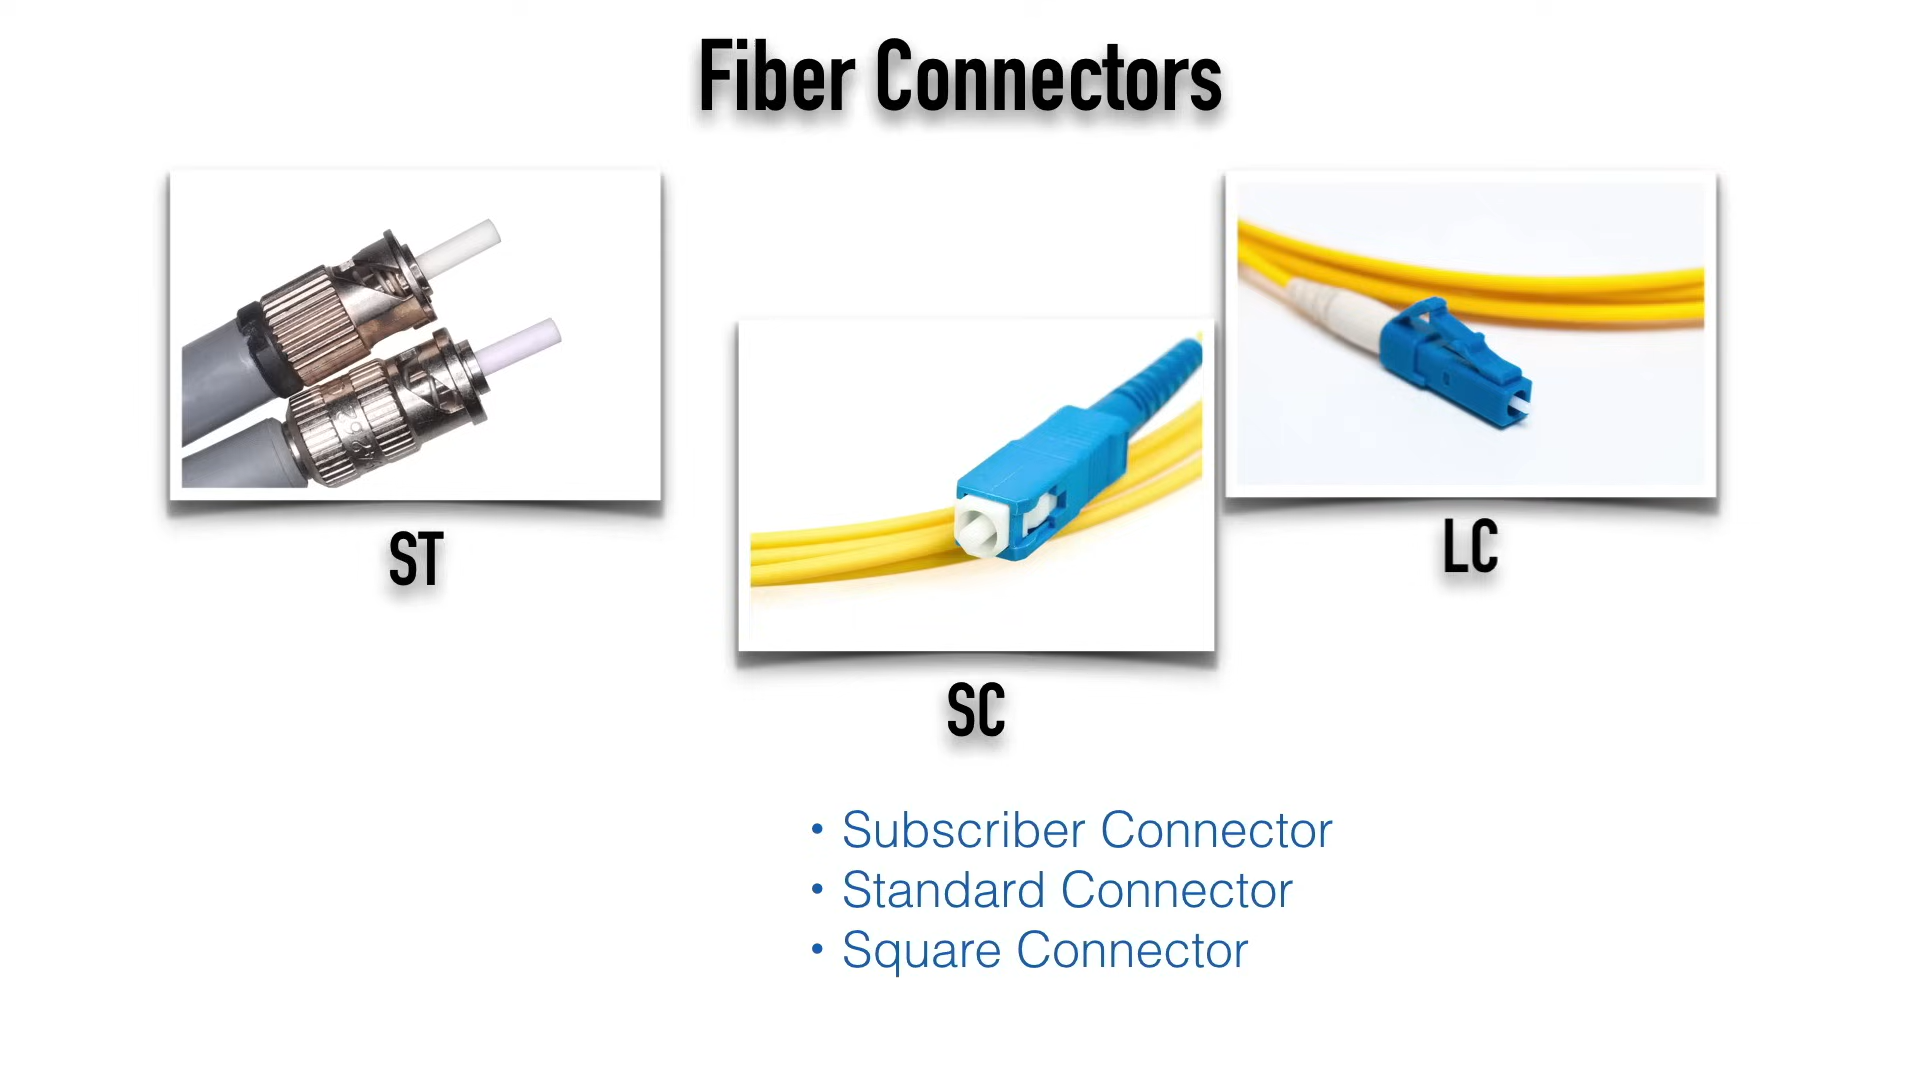 Fiber Connectors
ST
SC
LC
• Subscriber Connector
• Standard Connector
• Square Connector